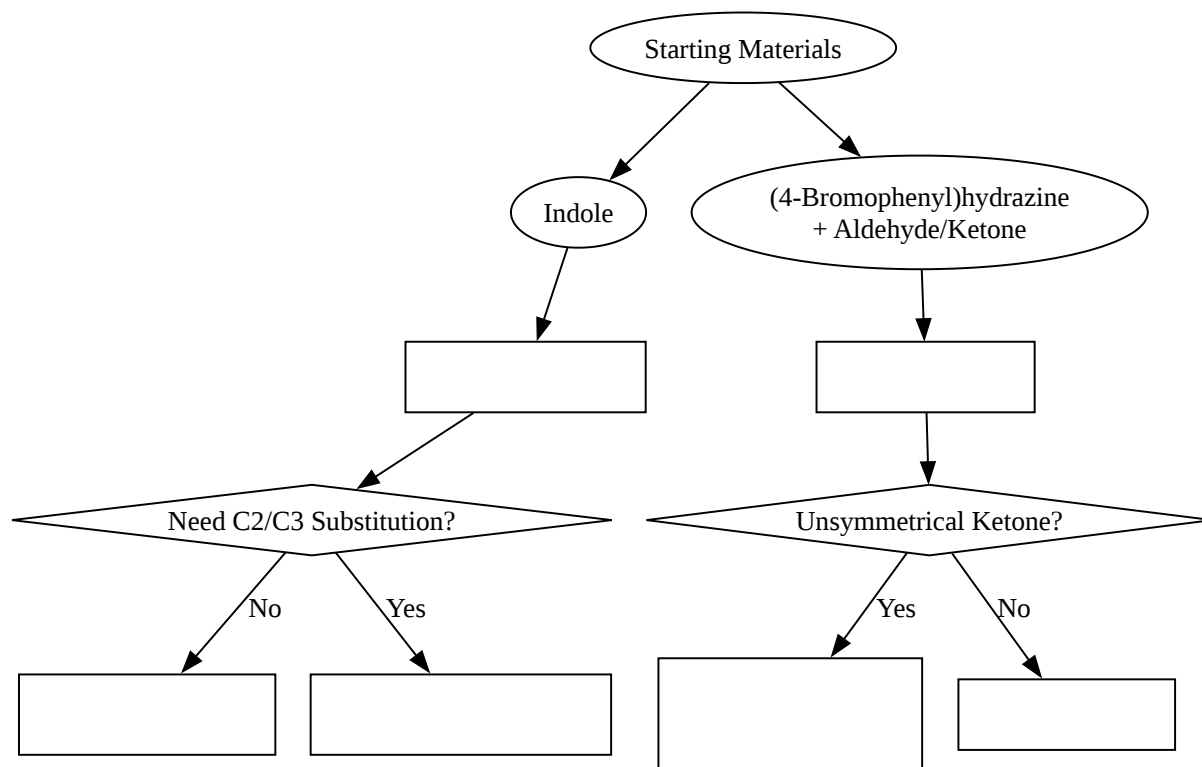 Starting Materials
Indole
(4-Bromophenyl)hydrazine
+ Aldehyde/Ketone
Need C2/C3 Substitution?
Unsymmetrical Ketone?
No
Yes
Yes
No